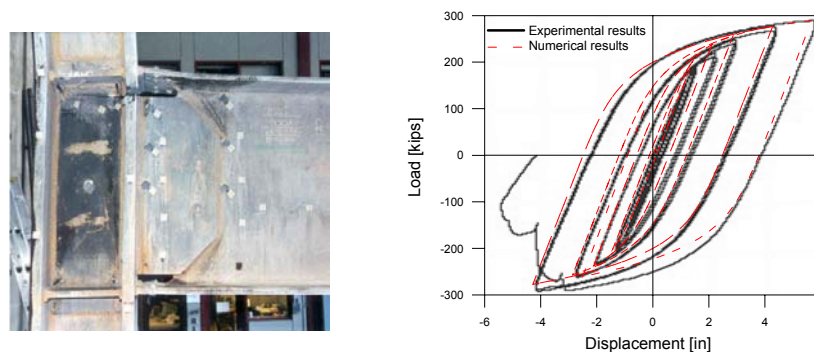 300
200
100
0
-100
-200
-300
Load [kips]
Experimental results
Numerical results
-6 -4 -2 0 2 4
Displacement [in]